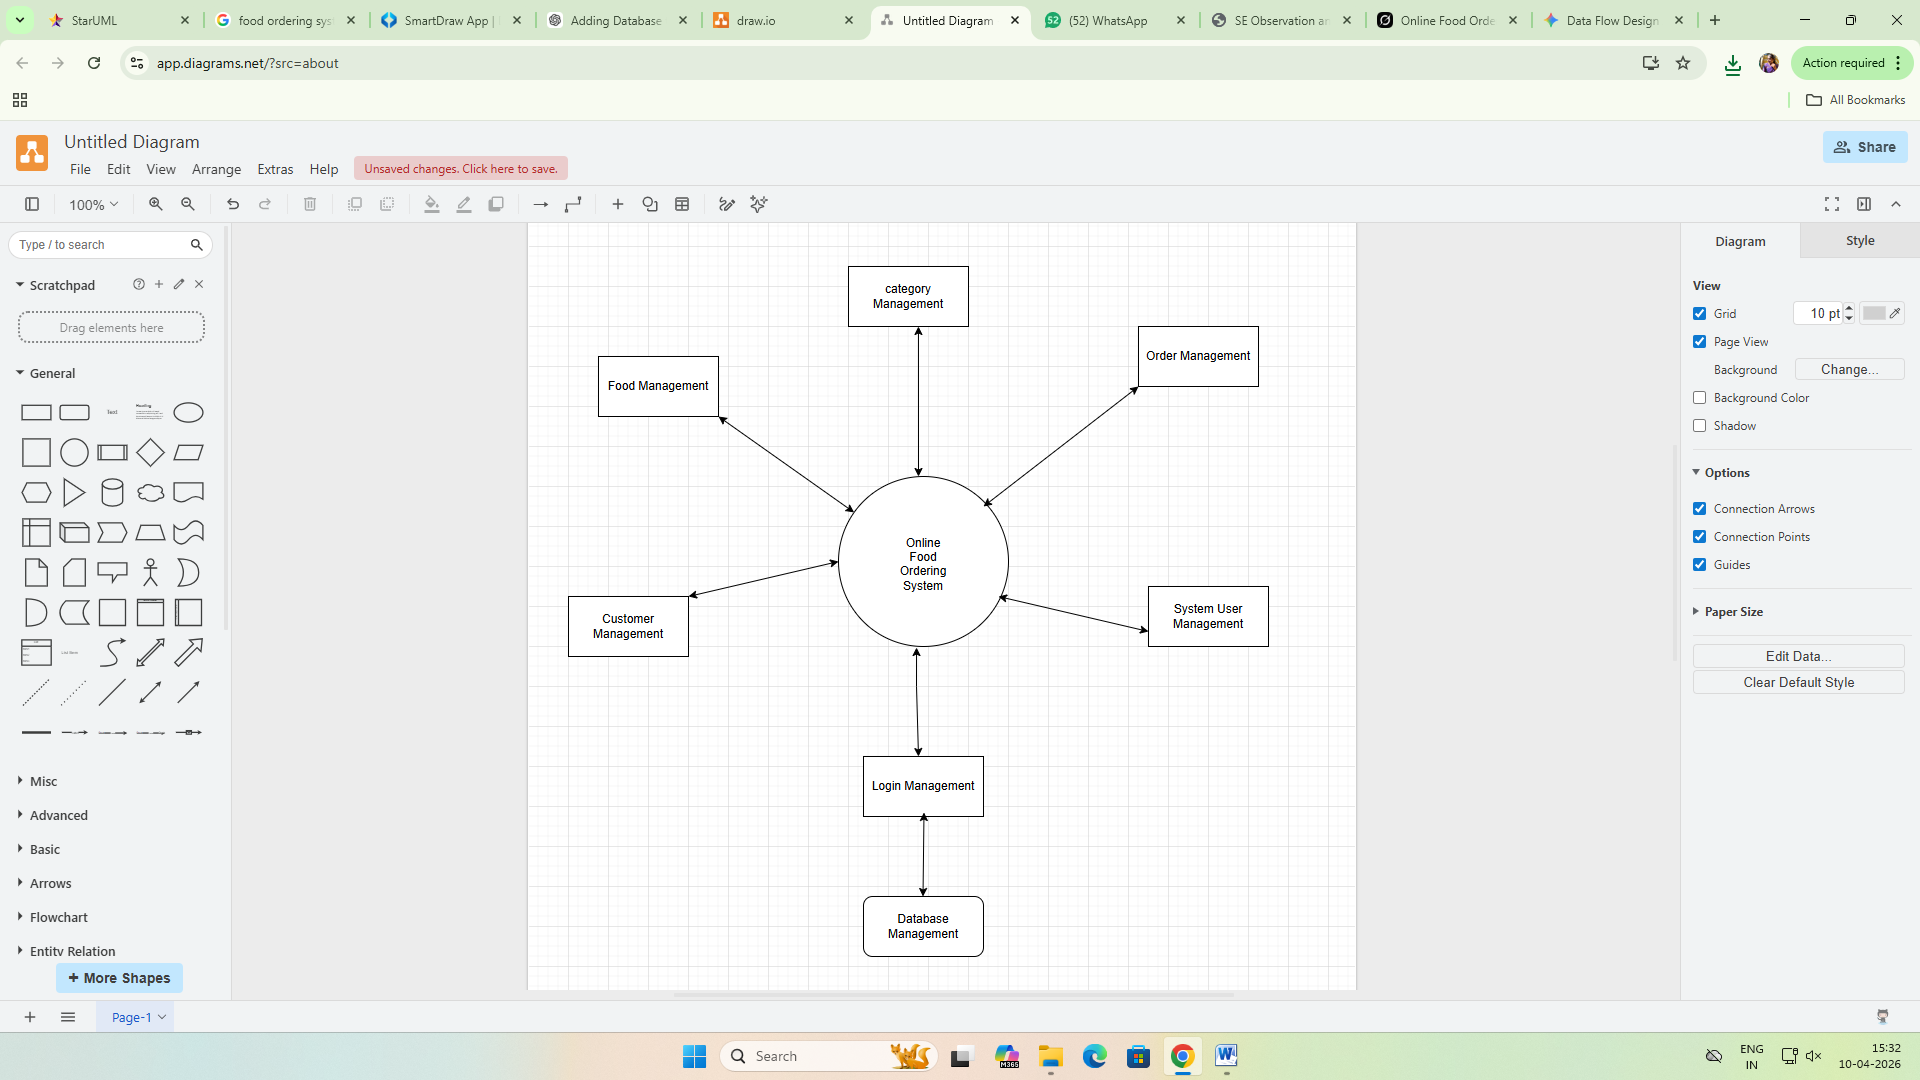 StarUML
food ordering sys
SmartDraw App |
Adding Database
draw.io
Untitled Diagram
(52) WhatsApp
SE Observation ar
Online Food Orde
Data Flow Design
app.diagrams.net/?src=about
Action required
All Bookmarks
Untitled Diagram
File Edit View Arrange Extras Help
Unsaved changes. Click here to save.
Share
100%
Type / to search
Scratchpad
Drag elements here
General
Text
Heading
Misc
Advanced
Basic
Arrows
Flowchart
Entity Relation
+ More Shapes
category
Management
Order Management
Food Management
Online
Food
Ordering
System
Customer
Management
System User
Management
Login Management
Database
Management
Diagram
Style
View
Grid
10 pt
Page View
Background
Change...
Background Color
Shadow
Options
Connection Arrows
Connection Points
Guides
Paper Size
Edit Data...
Clear Default Style
Page-1
Search
M365
ENG
IN
15:32
10-04-2026